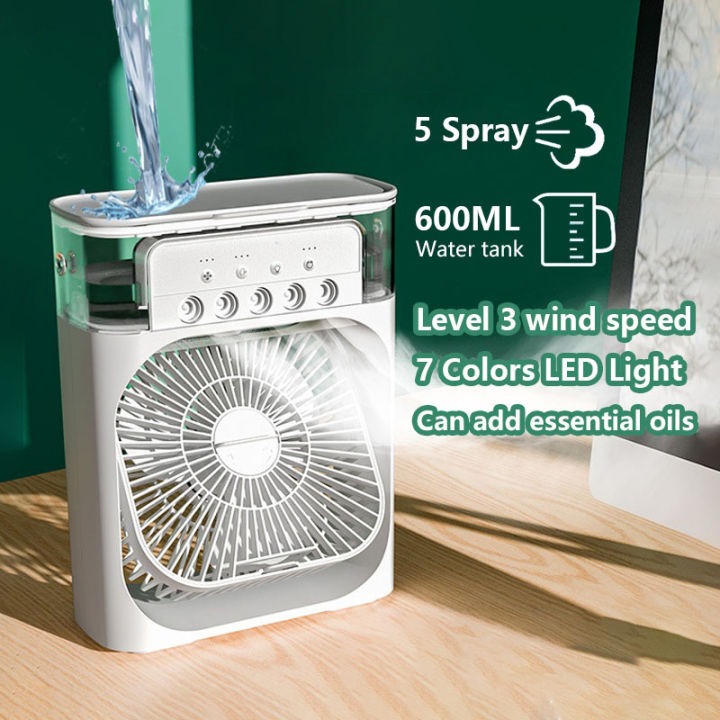 5 Spray
600ML
Water tank
Level 3 wind speed
7 Colors LED Light
Can add essential oils